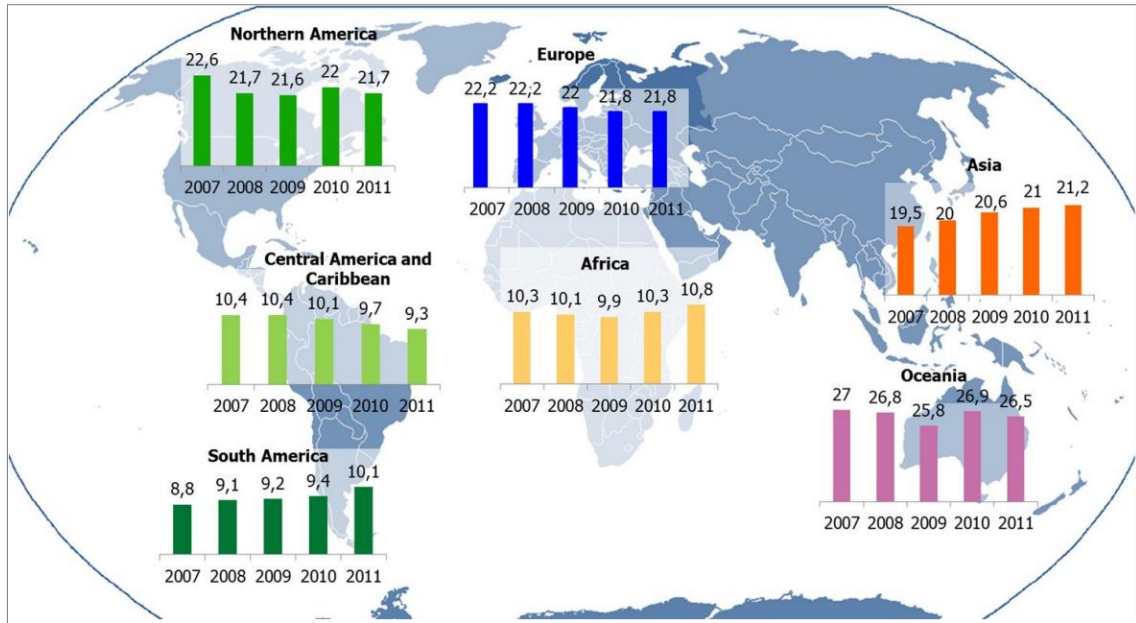 Northern America
22,6 21,7 21,6 22 21,7
2007 2008 2009 2010 2011
Europe
22,2 22,2 22 21,8 21,8
2007 2008 2009 2010 2011
Asia
19,5 20 20,6 21 21,2
2007 2008 2009 2010 2011
Central America and
Caribbean
10,4 10,4 10,1 9,7 9,3
2007 2008 2009 2010 2011
Africa
10,3 10,1 9,9 10,3 10,8
2007 2008 2009 2010 2011
Oceania
27 26,8 25,8 26,9 26,5
2007 2008 2009 2010 2011
South America
8,8 9,1 9,2 9,4 10,1
2007 2008 2009 2010 2011